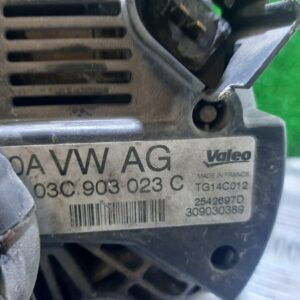 0A VW AG
03C 903 023 C
Valeo
MADE IN FRANCE
TG14C012
2542697D
309030389